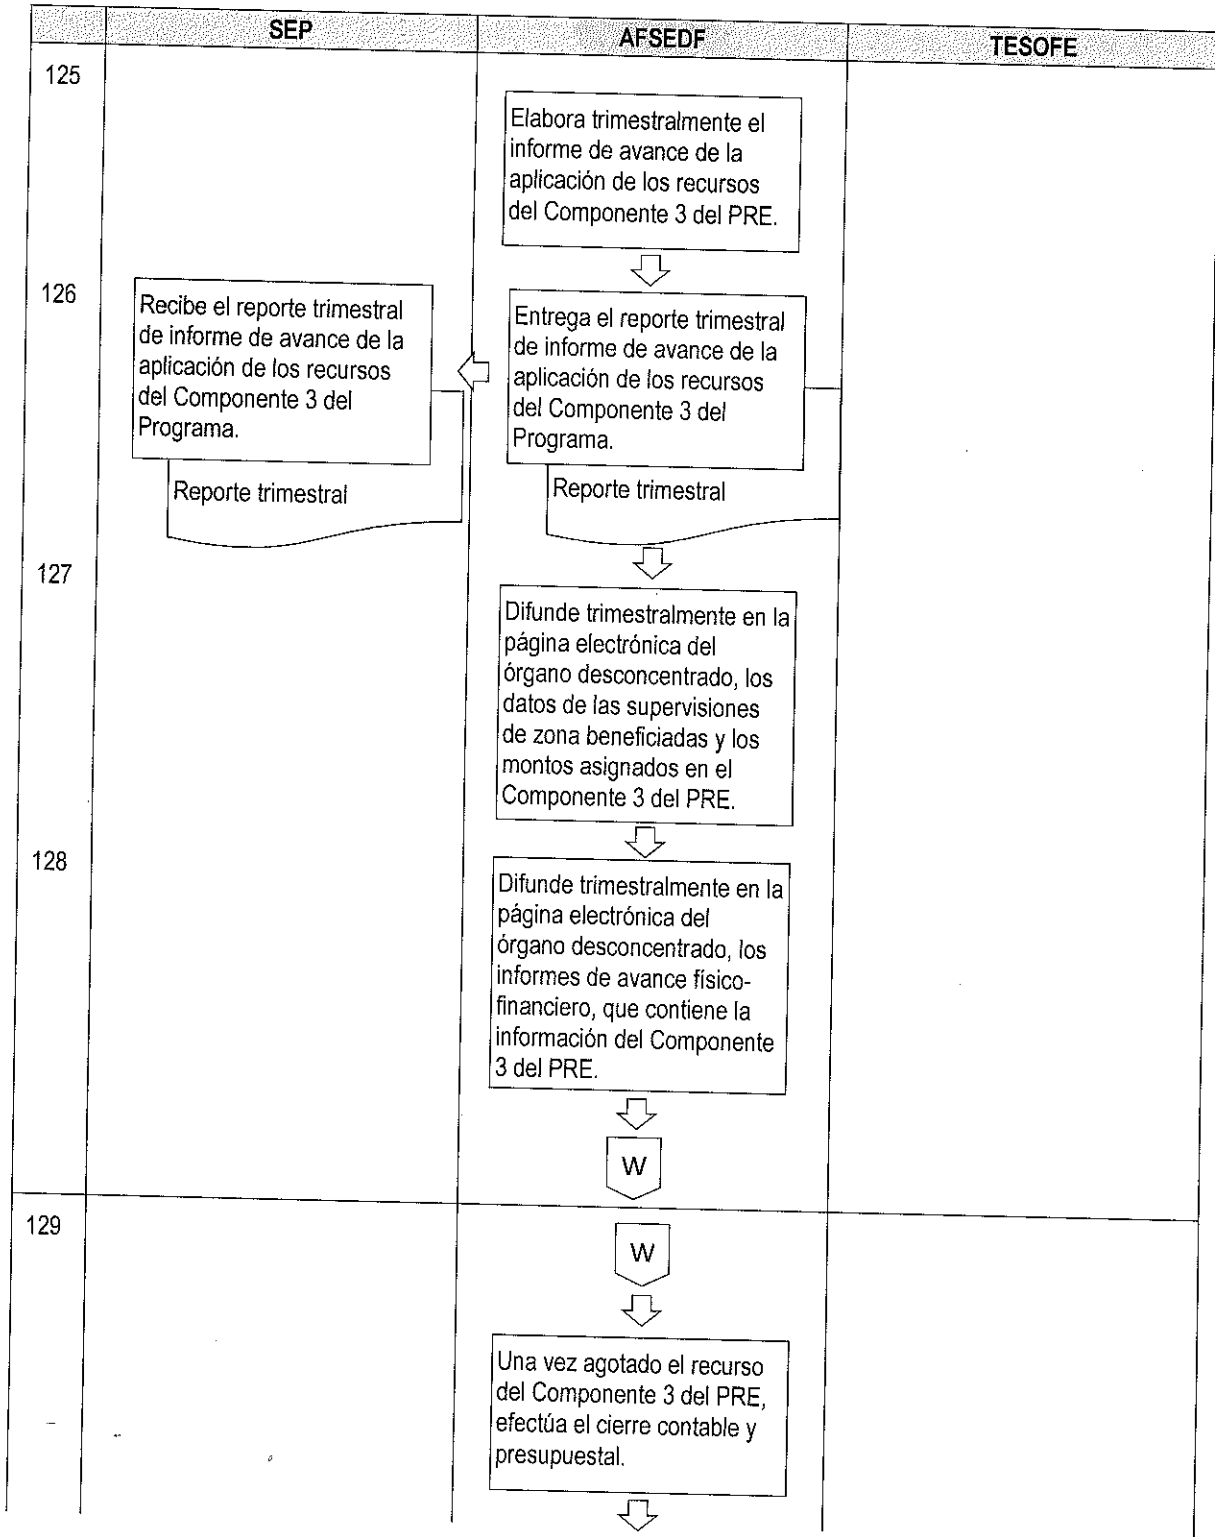 SEP
AFSEDF
TESOFE
125
Elabora trimestralmente el
informe de avance de la
aplicación de los recursos
del Componente 3 del PRE.
126
Recibe el reporte trimestral
de informe de avance de la
aplicación de los recursos
del Componente 3 del
Programa.
Reporte trimestral
Entrega el reporte trimestral
de informe de avance de la
aplicación de los recursos
del Componente 3 del
Programa.
Reporte trimestral
127
Difunde trimestralmente en la
página electrónica del
órgano desconcentrado, los
datos de las supervisiones
de zona beneficiadas y los
montos asignados en el
Componente 3 del PRE.
128
Difunde trimestralmente en la
página electrónica del
órgano desconcentrado, los
informes de avance físico-
financiero, que contiene la
información del Componente
3 del PRE.
W
129
W
Una vez agotado el recurso
del Componente 3 del PRE,
efectúa el cierre contable y
presupuestal.